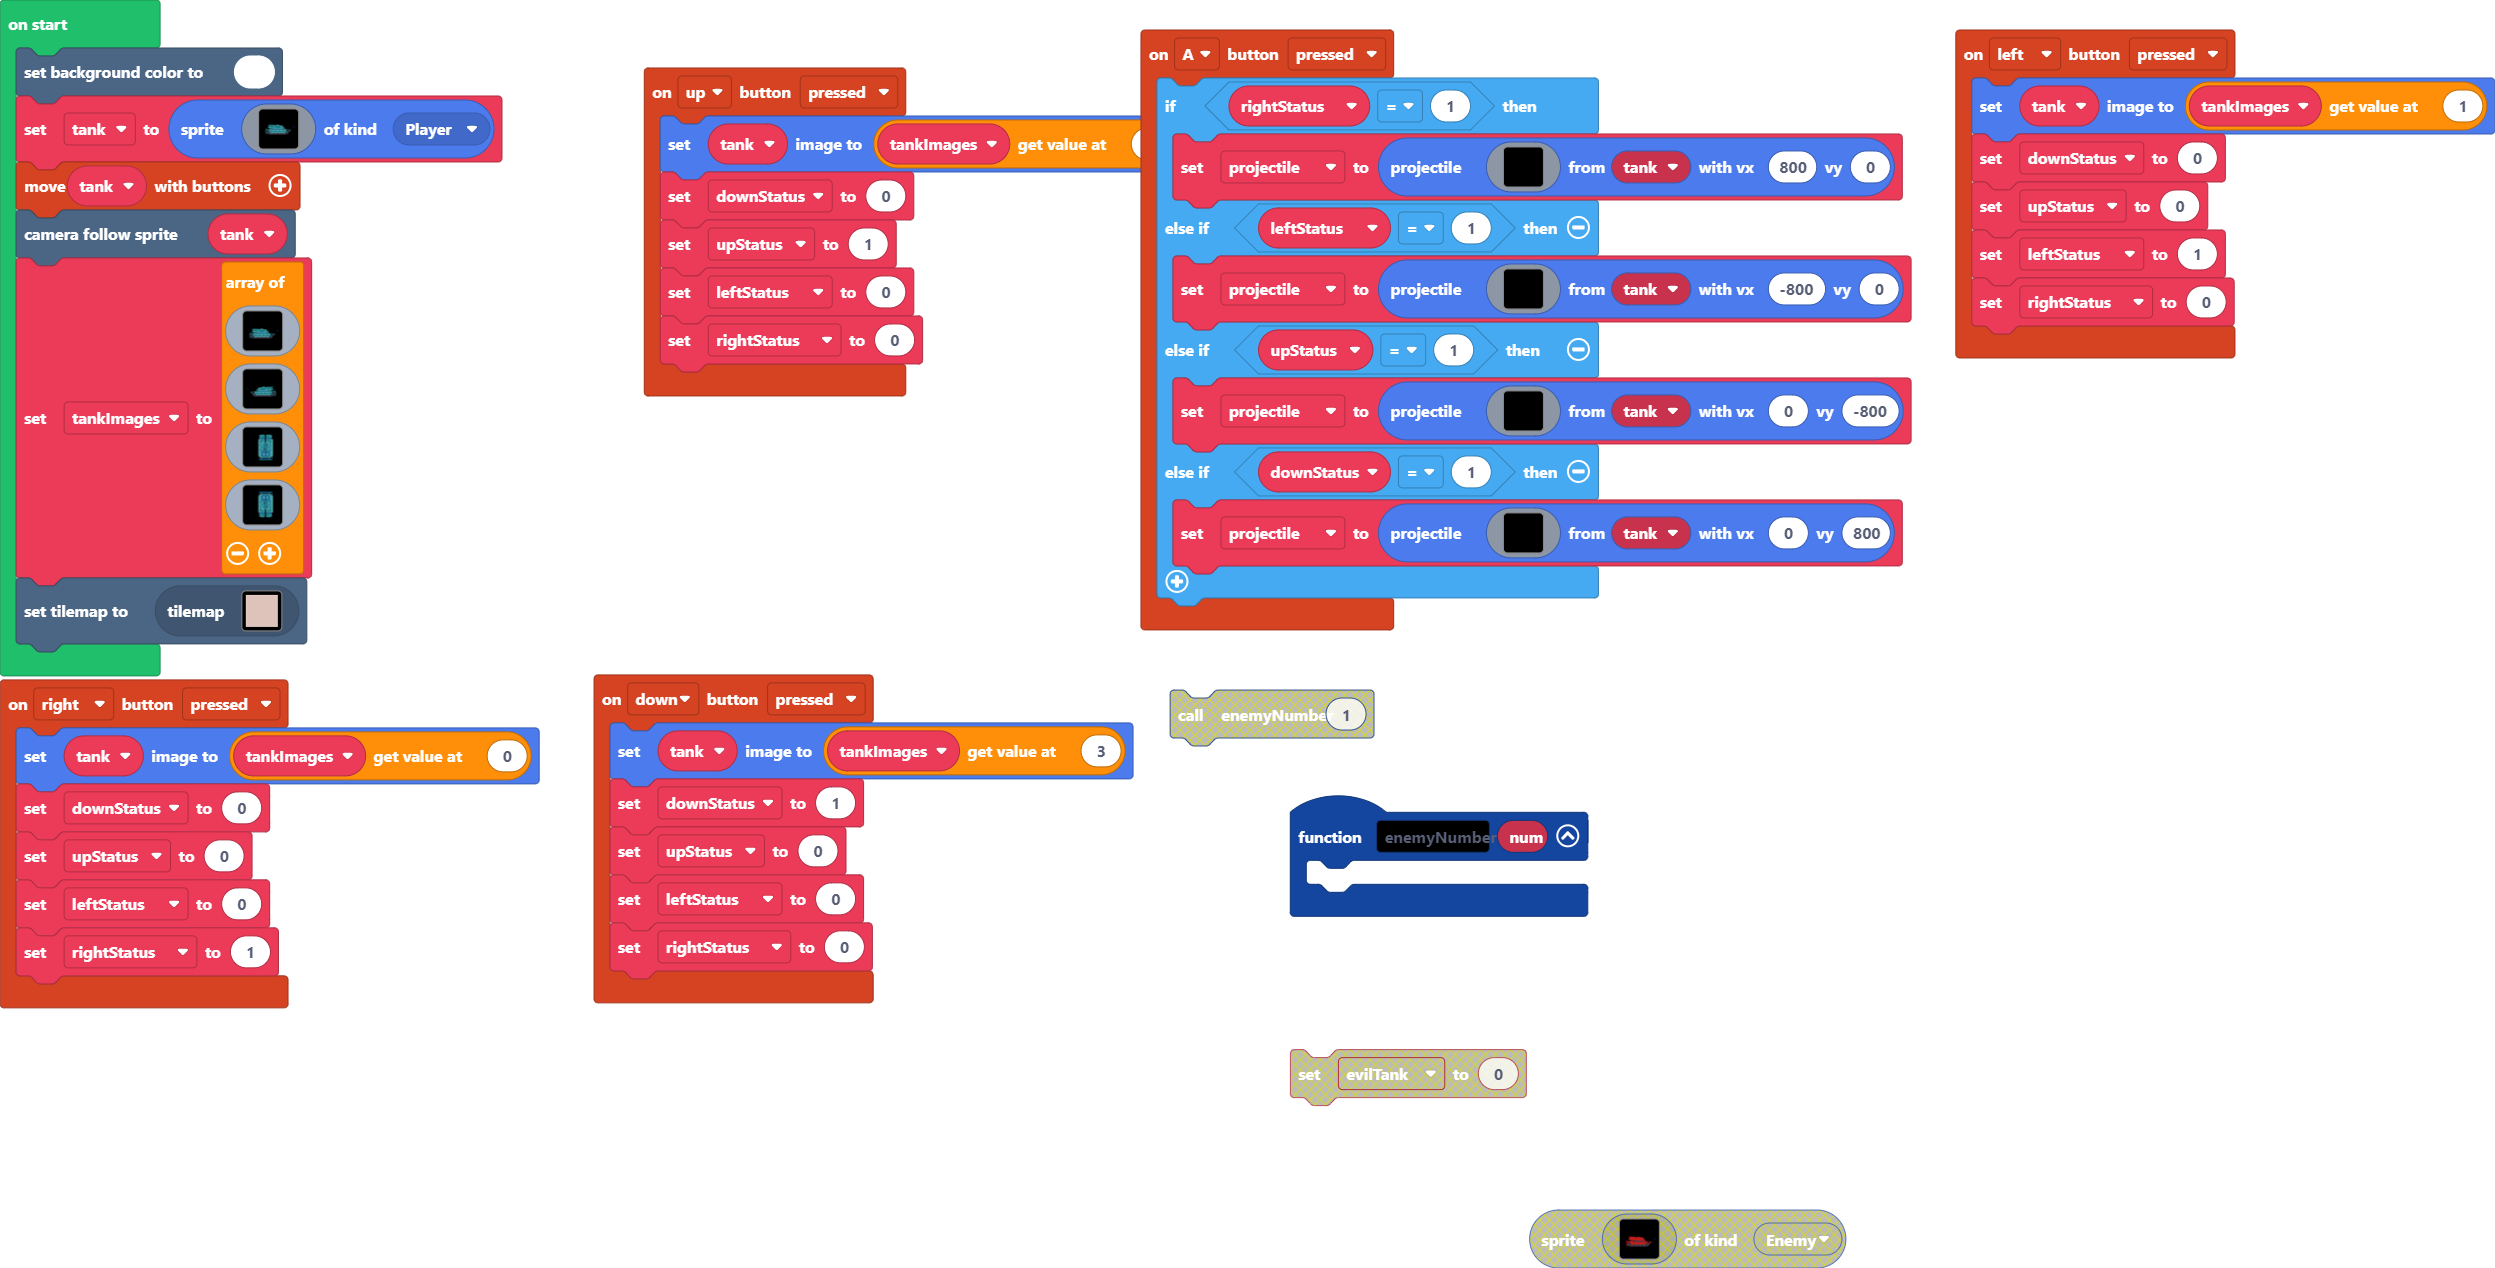 on start
set background color to
set tank to sprite of kind Player
move tank with buttons
camera follow sprite tank
set tankImages to array of
set tilemap to tilemap
on up button pressed
set tank image to tankImages get value at
set downStatus to 0
set upStatus to 1
set leftStatus to 0
set rightStatus to 0
on A button pressed
if rightStatus = 1 then
set projectile to projectile from tank with vx 800 vy 0
else if leftStatus = 1 then
set projectile to projectile from tank with vx -800 vy 0
else if upStatus = 1 then
set projectile to projectile from tank with vx 0 vy -800
else if downStatus = 1 then
set projectile to projectile from tank with vx 0 vy 800
on left button pressed
set tank image to tankImages get value at 1
set downStatus to 0
set upStatus to 0
set leftStatus to 1
set rightStatus to 0
on right button pressed
set tank image to tankImages get value at 0
set downStatus to 0
set upStatus to 0
set leftStatus to 0
set rightStatus to 1
on down button pressed
set tank image to tankImages get value at 3
set downStatus to 1
set upStatus to 0
set leftStatus to 0
set rightStatus to 0
call enemyNumbe 1
function enemyNumber num
set evilTank to 0
sprite of kind Enemy